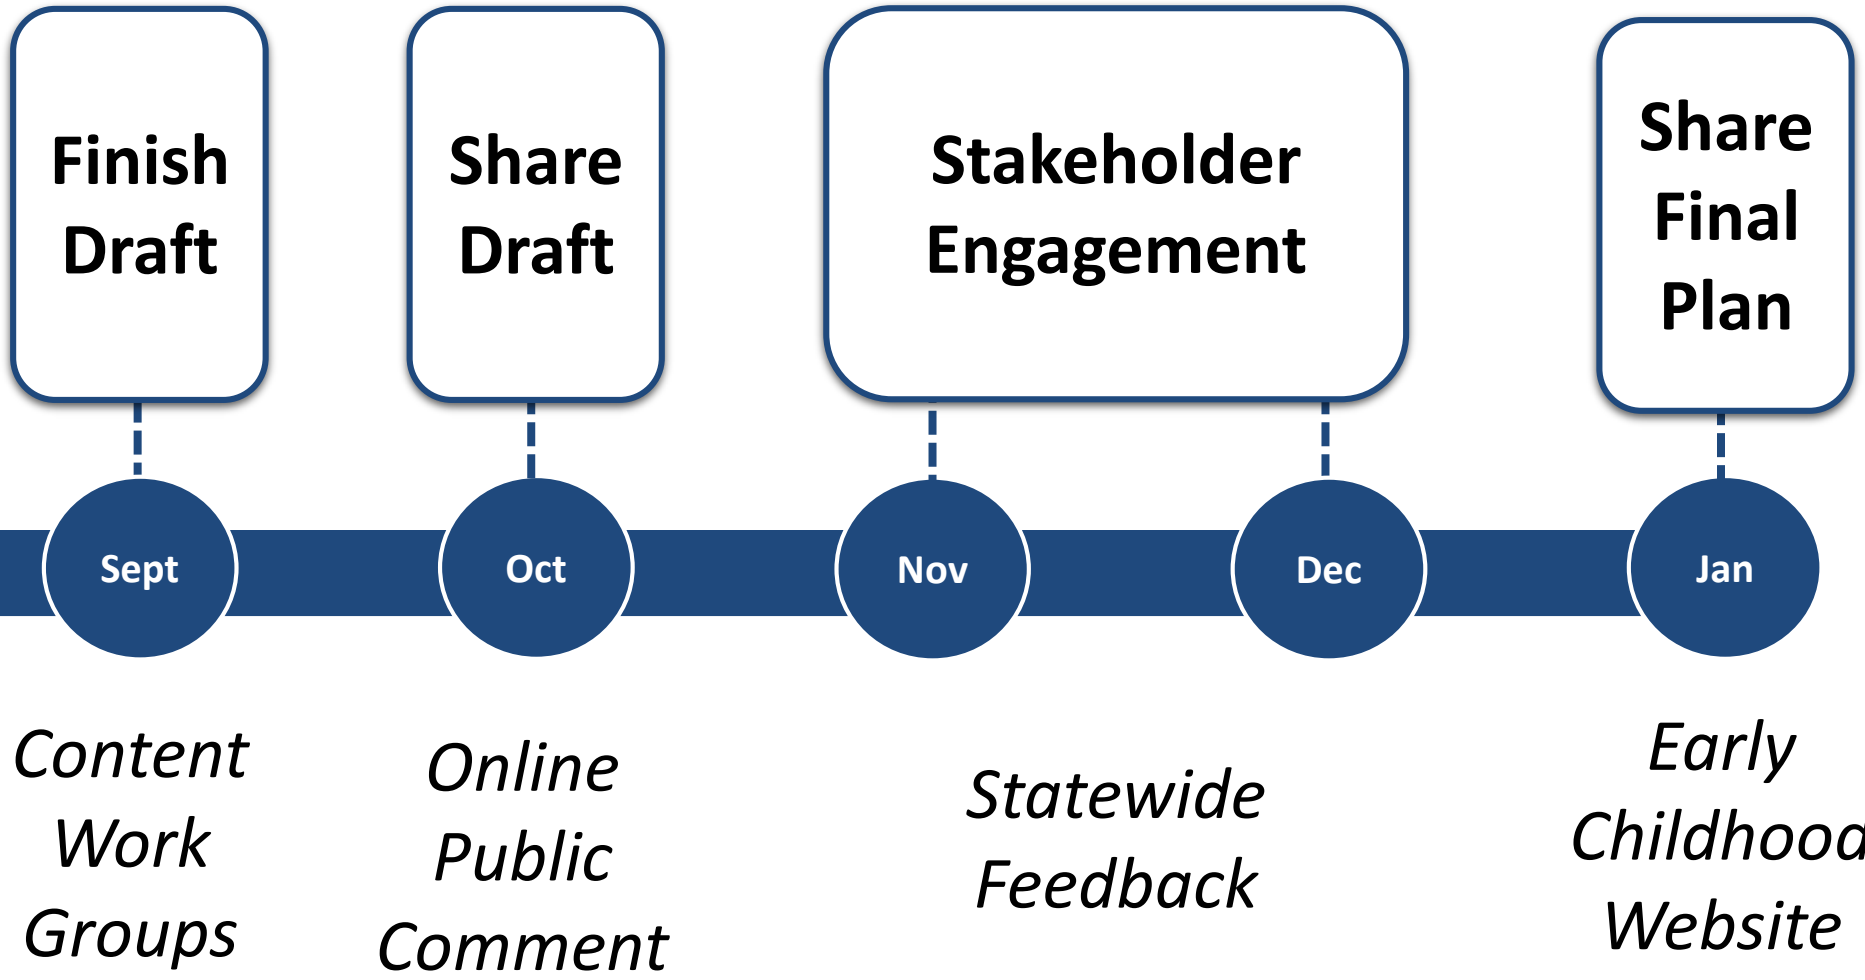 Finish
Draft
Share
Draft
Stakeholder
Engagement
Share
Final
Plan
Sept
Oct
Nov
Dec
Jan
Content
Work
Groups
Online
Public
Comment
Statewide
Feedback
Early
Childhood
Website